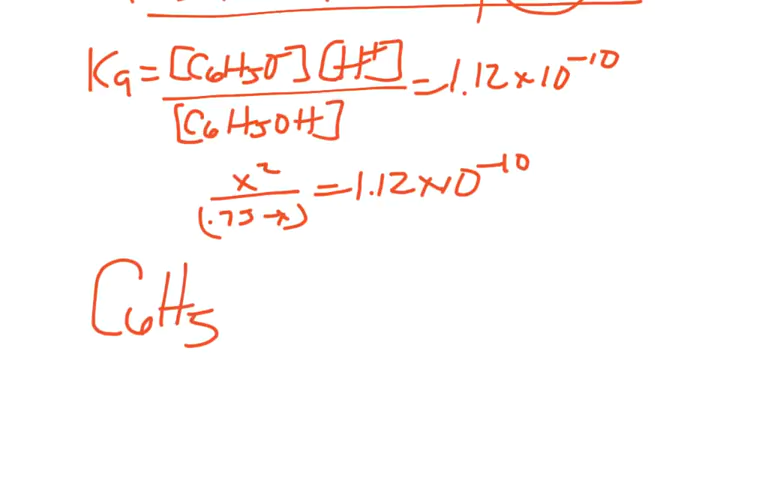 Ka = [C6H5O-] [H+] = 1.12 x 10^-10
[C6H5OH]
x^2 = 1.12 x 10^-10
(.75 - x)
C6H5